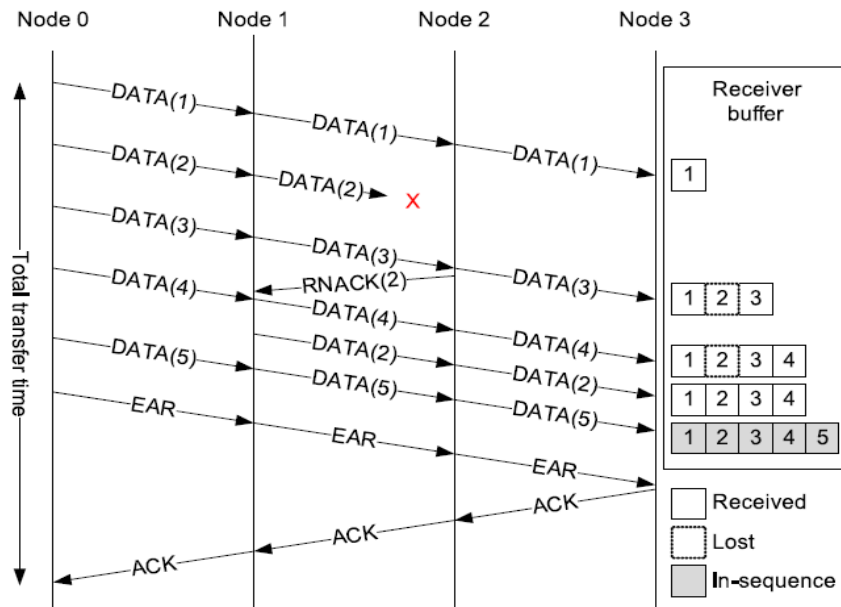 Node 0 Node 1 Node 2 Node 3
Total transfer time
DATA(1) DATA(1) DATA(1)
DATA(2) DATA(2) X
DATA(3) DATA(3) DATA(3)
RNACK(2)
DATA(4) DATA(4) DATA(4)
DATA(2) DATA(2)
DATA(5) DATA(5) DATA(5)
EAR EAR EAR
ACK ACK ACK
Receiver
buffer
1
1 2 3
1 2 3 4
1 2 3 4
1 2 3 4 5
Received
Lost
In-sequence